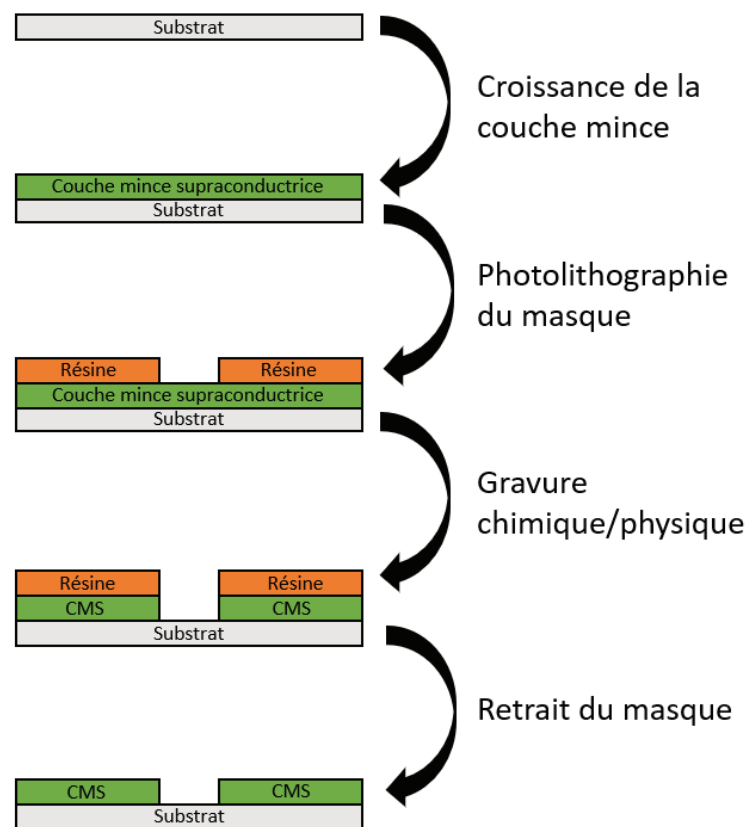 Substrat
Croissance de la
couche mince
Couche mince supraconductrice
Substrat
Photolithographie
du masque
Résine Résine
Couche mince supraconductrice
Substrat
Gravure
chimique/physique
Résine Résine
CMS CMS
Substrat
Retrait du masque
CMS CMS
Substrat